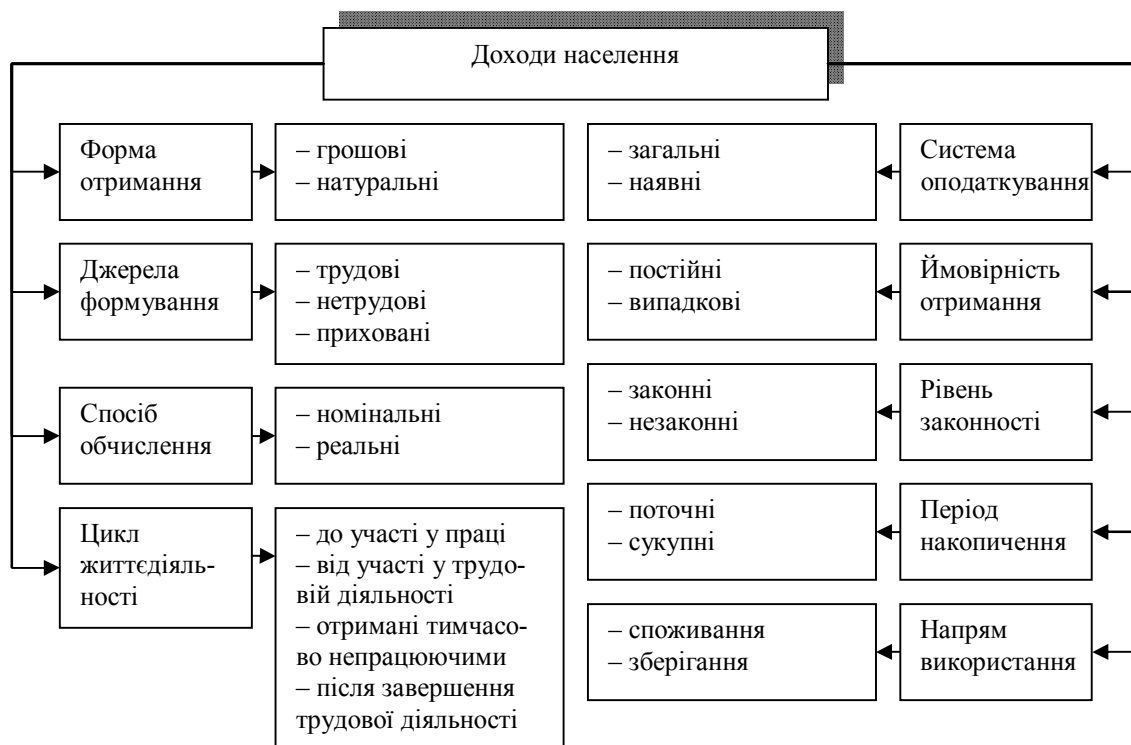 Доходи населення
Форма
отримання
– грошові
– натуральні
Джерела
формування
– трудові
– нетрудові
– приховані
Спосіб
обчислення
– номінальні
– реальні
Цикл
життєдіяль-
ності
– до участі у праці
– від участі у трудо-
вій діяльності
– отримані тимчасо-
во непрацюючими
– після завершення
трудової діяльності
– загальні
– наявні
Система
оподаткування
– постійні
– випадкові
Ймовірність
отримання
– законні
– незаконні
Рівень
законності
– поточні
– сукупні
Період
накопичення
– споживання
– зберігання
Напрям
використання